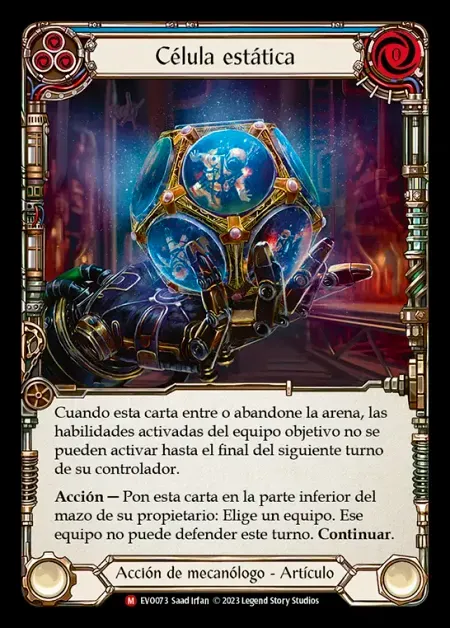 Célula estática
0
Cuando esta carta entre o abandone la arena, las
habilidades activadas del equipo objetivo no se
pueden activar hasta el final del siguiente turno
de su controlador.
Acción — Pon esta carta en la parte inferior del
mazo de su propietario: Elige un equipo. Ese
equipo no puede defender este turno. Continuar.
Acción de mecanólogo - Artículo
M EVO073 Saad Irfan © 2023 Legend Story Studios